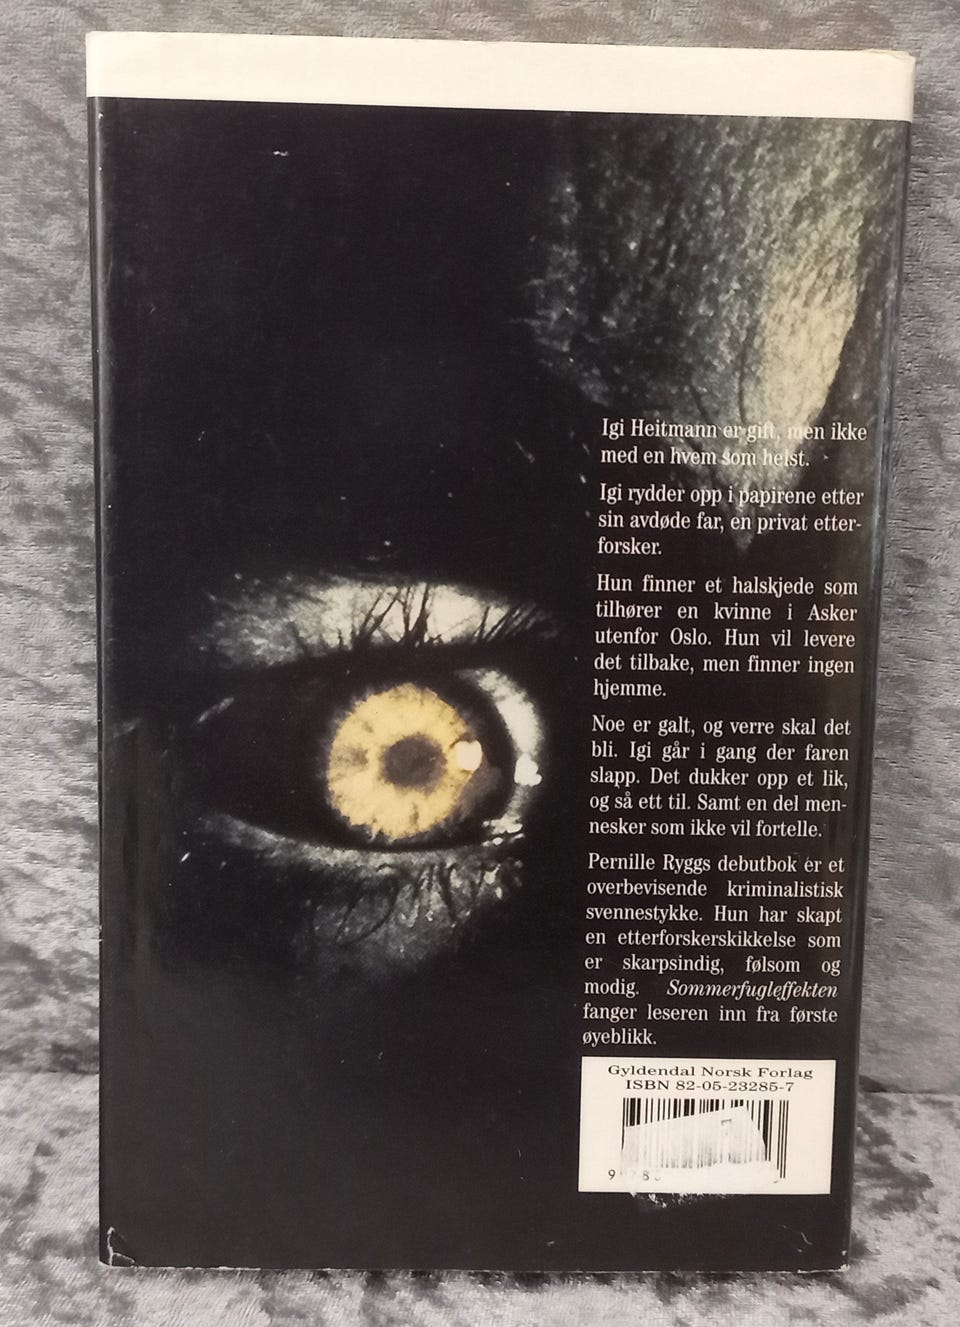 Igi Heitmann er gift, men ikke
med en hvem som helst.
Igi rydder opp i papirene etter
sin avdøde far, en privat etter-
forsker.
Hun finner et halskjede som
tilhører en kvinne i Asker
utenfor Oslo. Hun vil levere
det tilbake, men finner ingen
hjemme.
Noe er galt, og verre skal det
bli. Igi går i gang der faren
slapp. Det dukker opp et lik,
og så ett til. Samt en del men-
nesker som ikke vil fortelle.
Pernille Ryggs debutbok er et
overbevisende kriminalistisk
svennestykke. Hun har skapt
en etterforskerskikkelse som
er skarpsindig, følsom og
modig. Sommerfugleffekten
fanger leseren inn fra første
øyeblikk.
Gyldendal Norsk Forlag
ISBN 82-05-23285-7